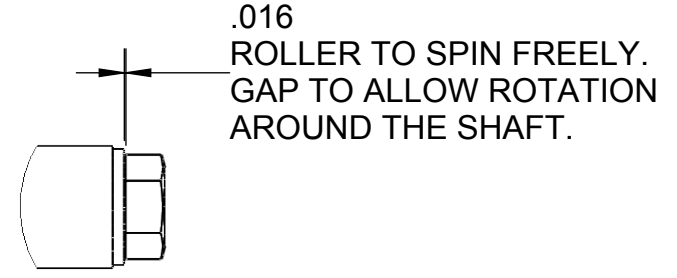 .016
ROLLER TO SPIN FREELY.
GAP TO ALLOW ROTATION
AROUND THE SHAFT.